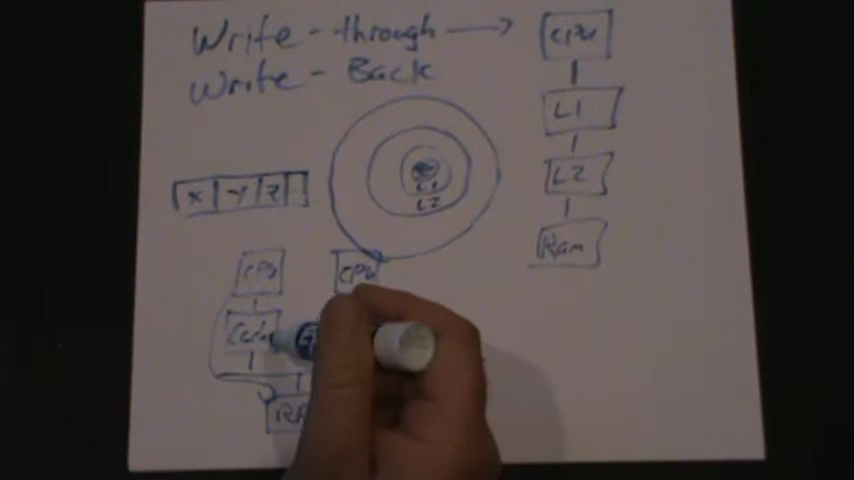 Write-through → CPU
Write-Back
L1
L2
Ram
L1
L2
X Y Z
CPU CPU